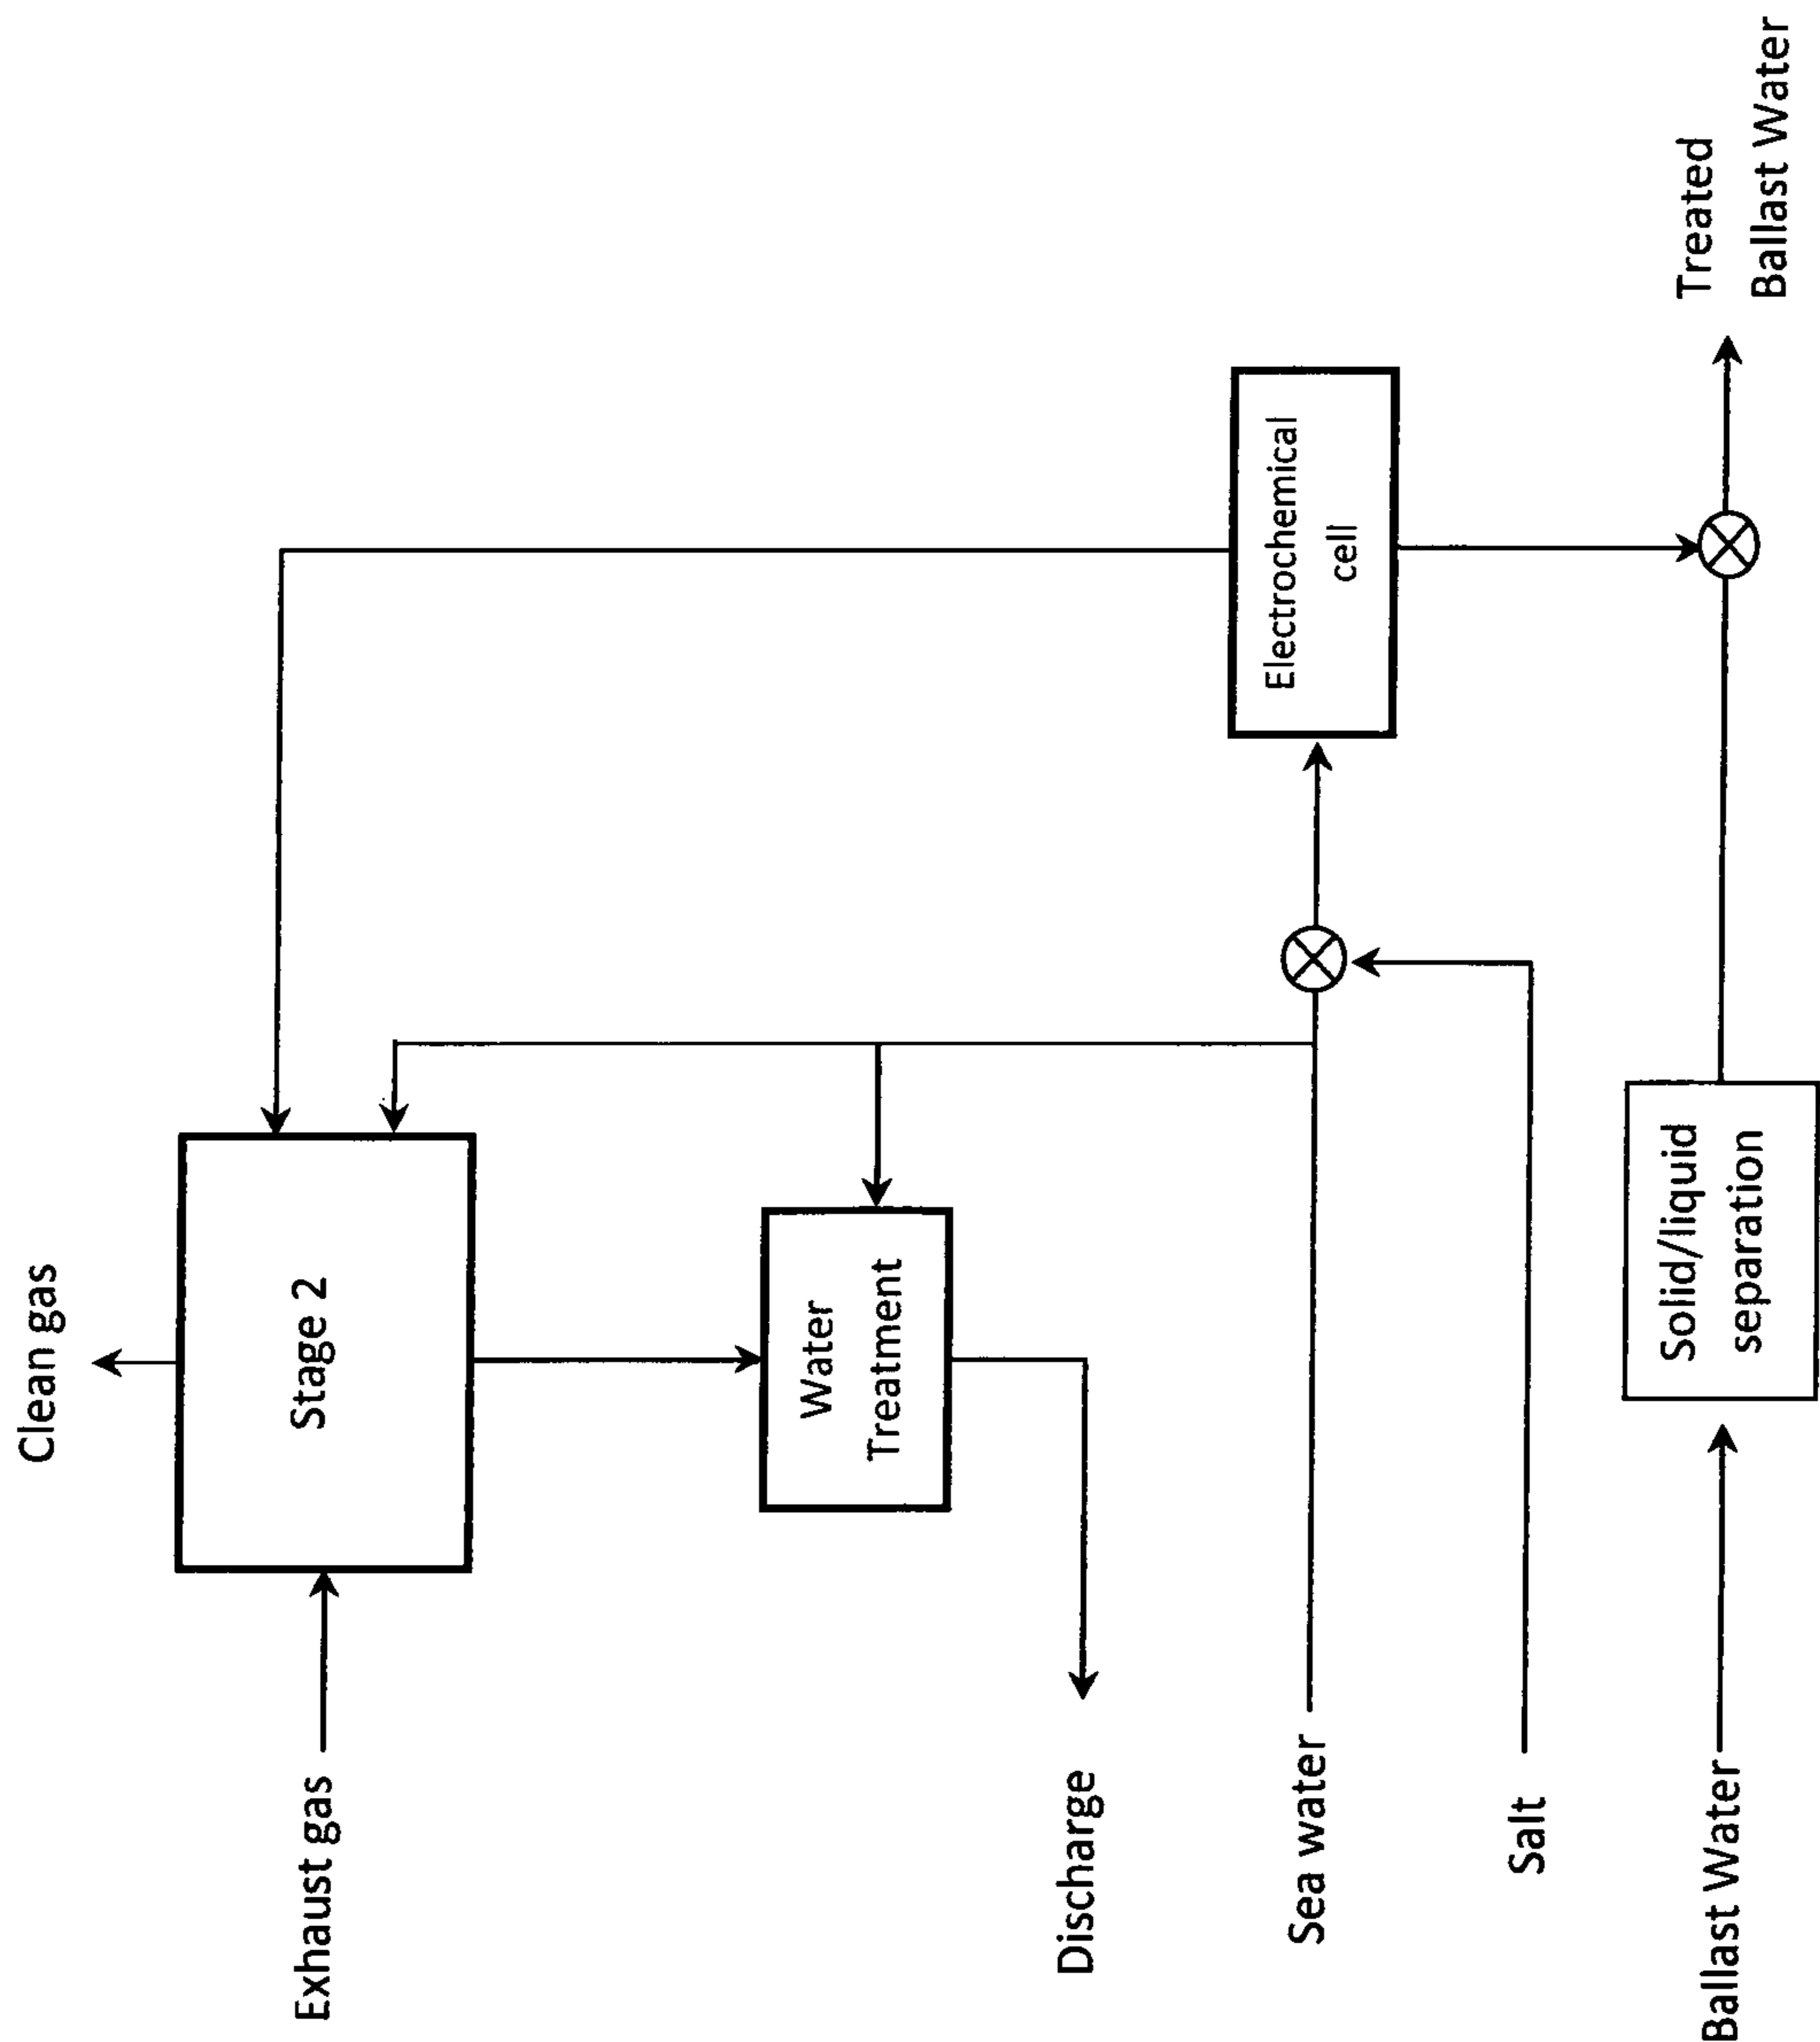 Clean gas
Exhaust gas
Stage 2
Water
Treatment
Discharge
Electrochemical
cell
Sea water
Salt
Solid/liquid
separation
Ballast Water
Treated
Ballast Water